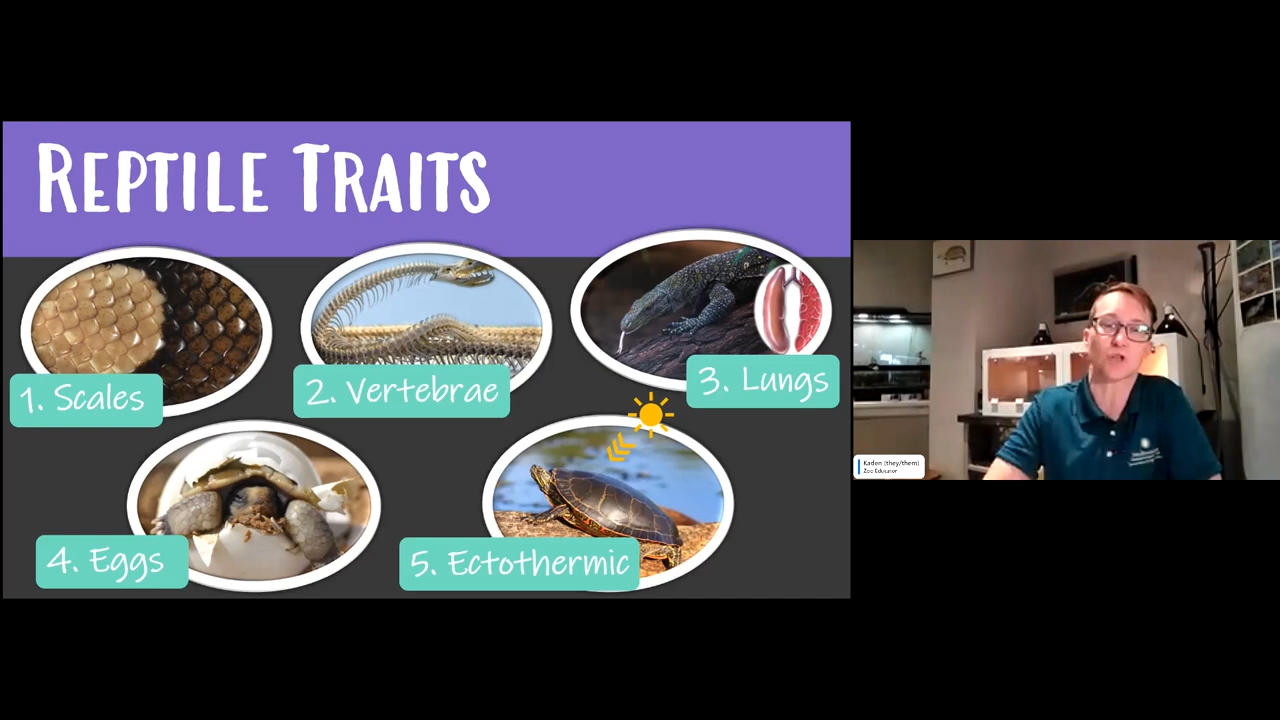 REPTILE TRAITS
1. Scales
2. Vertebrae
3. Lungs
4. Eggs
5. Ectothermic
Kaden (they/them)
Zoo Educator